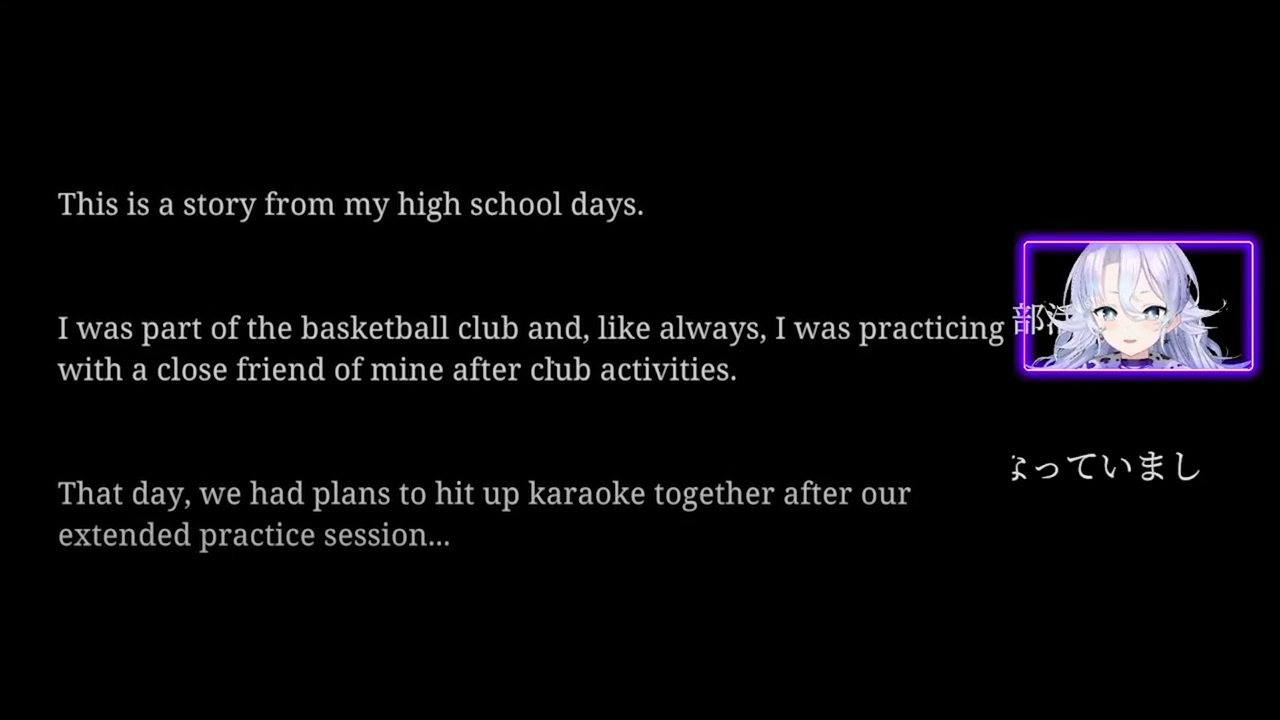 This is a story from my high school days.
I was part of the basketball club and, like always, I was practicing
部
with a close friend of mine after club activities.
なっていまし
That day, we had plans to hit up karaoke together after our
extended practice session...